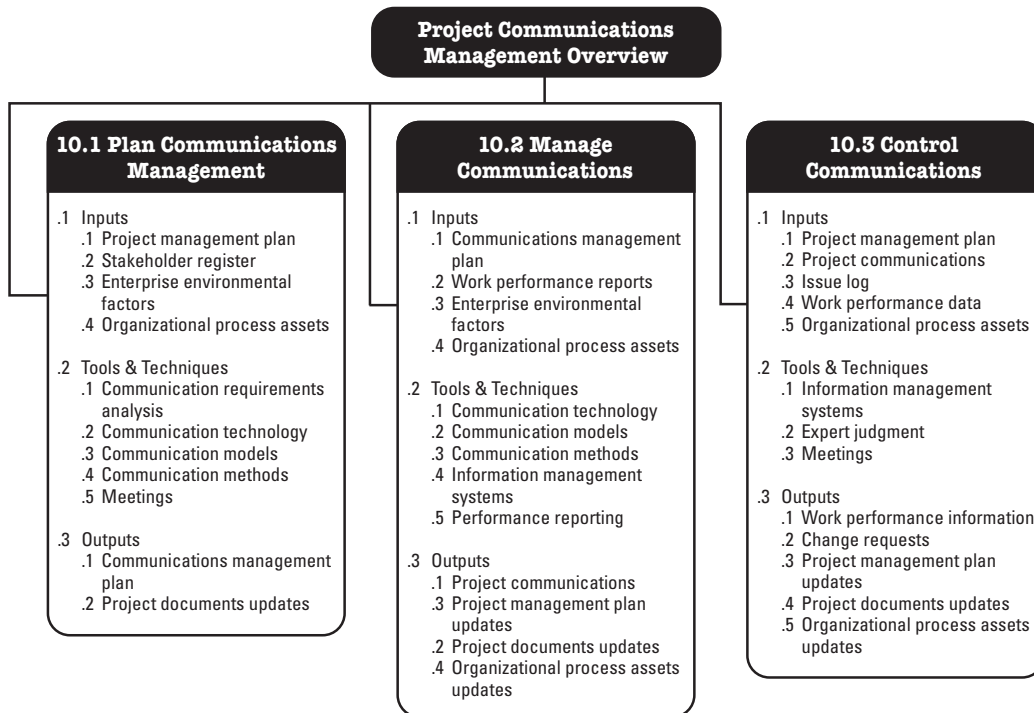 Project Communications
Management Overview
10.1 Plan Communications
Management
.1 Inputs
.1 Project management plan
.2 Stakeholder register
.3 Enterprise environmental
factors
.4 Organizational process assets
.2 Tools & Techniques
.1 Communication requirements
analysis
.2 Communication technology
.3 Communication models
.4 Communication methods
.5 Meetings
.3 Outputs
.1 Communications management
plan
.2 Project documents updates
10.2 Manage
Communications
.1 Inputs
.1 Communications management
plan
.2 Work performance reports
.3 Enterprise environmental
factors
.4 Organizational process assets
.2 Tools & Techniques
.1 Communication technology
.2 Communication models
.3 Communication methods
.4 Information management
systems
.5 Performance reporting
.3 Outputs
.1 Project communications
.3 Project management plan
updates
.2 Project documents updates
.4 Organizational process assets
updates
10.3 Control
Communications
.1 Inputs
.1 Project management plan
.2 Project communications
.3 Issue log
.4 Work performance data
.5 Organizational process assets
.2 Tools & Techniques
.1 Information management
systems
.2 Expert judgment
.3 Meetings
.3 Outputs
.1 Work performance information
.2 Change requests
.3 Project management plan
updates
.4 Project documents updates
.5 Organizational process assets
updates